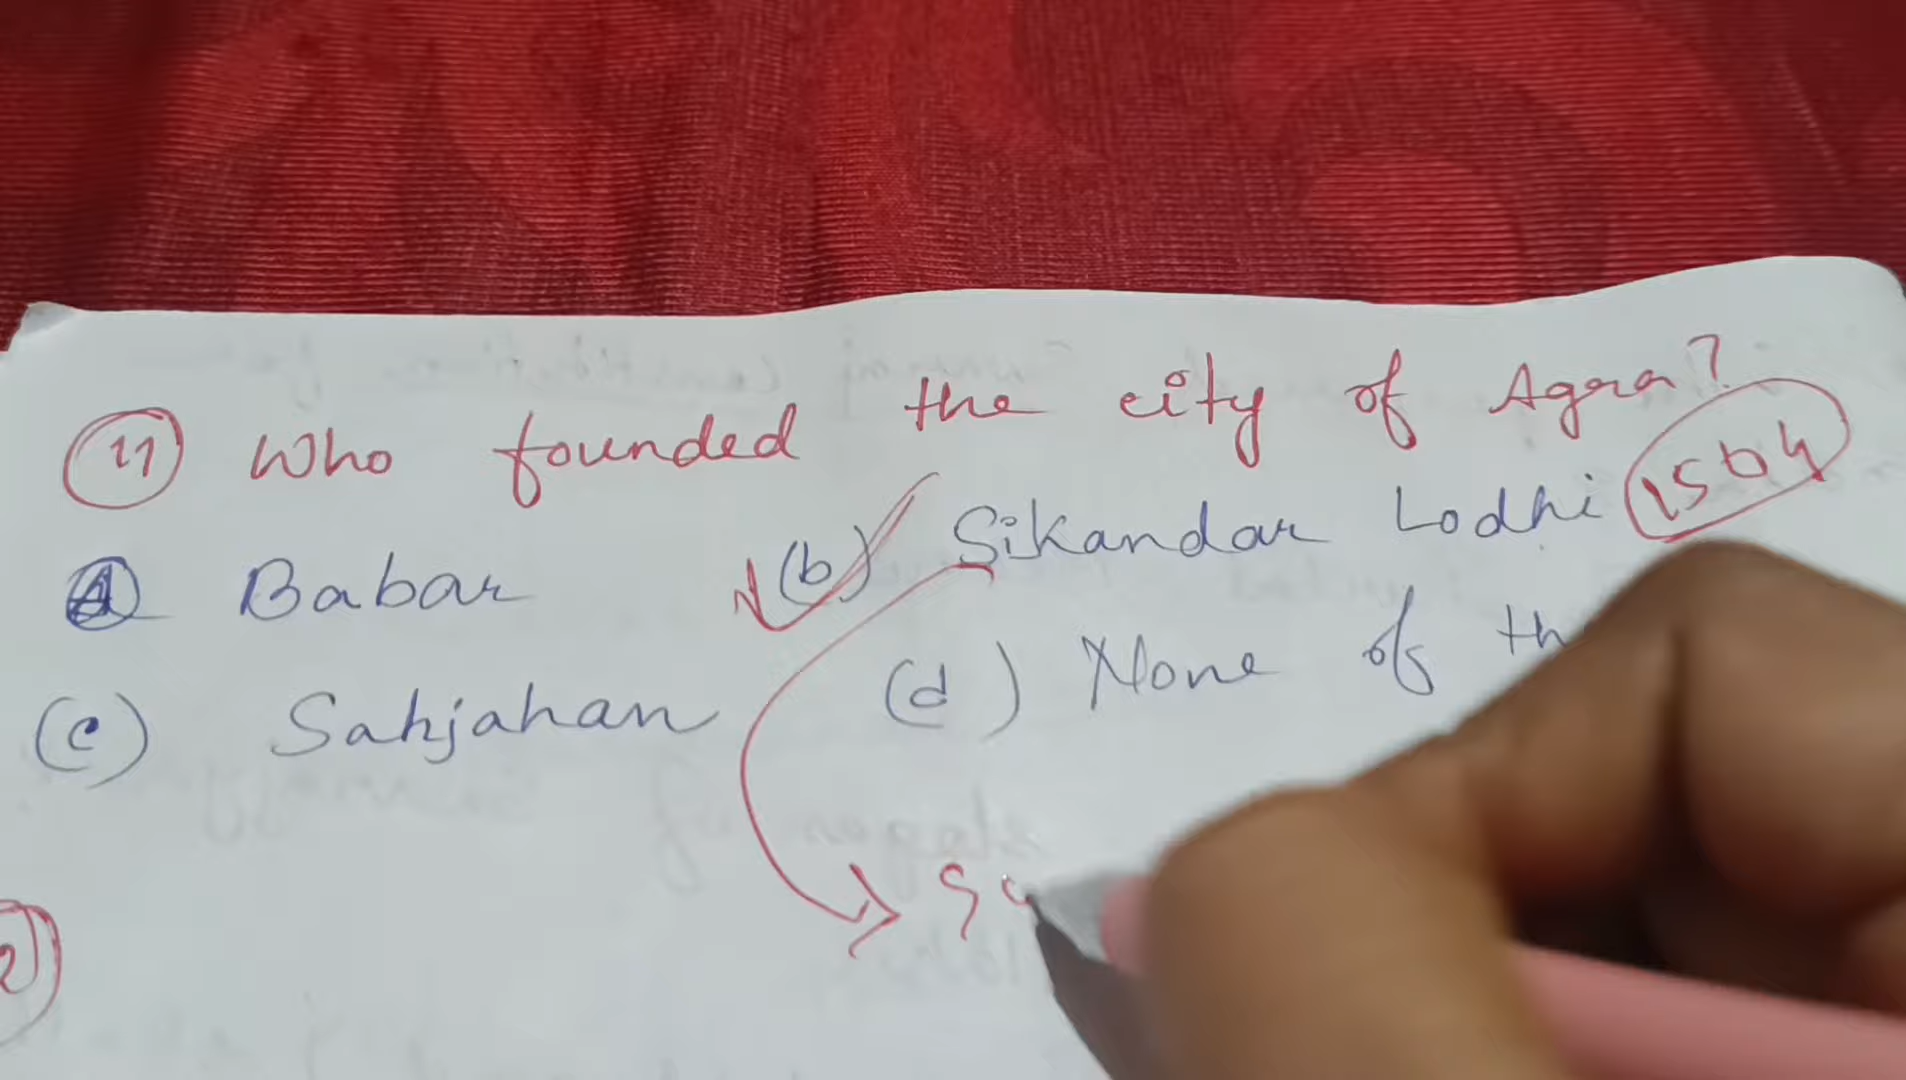 11 Who founded the city of Agra?
A Babar (b) Sikandar Lodhi 1504
(c) Sahjahan (d) None of th